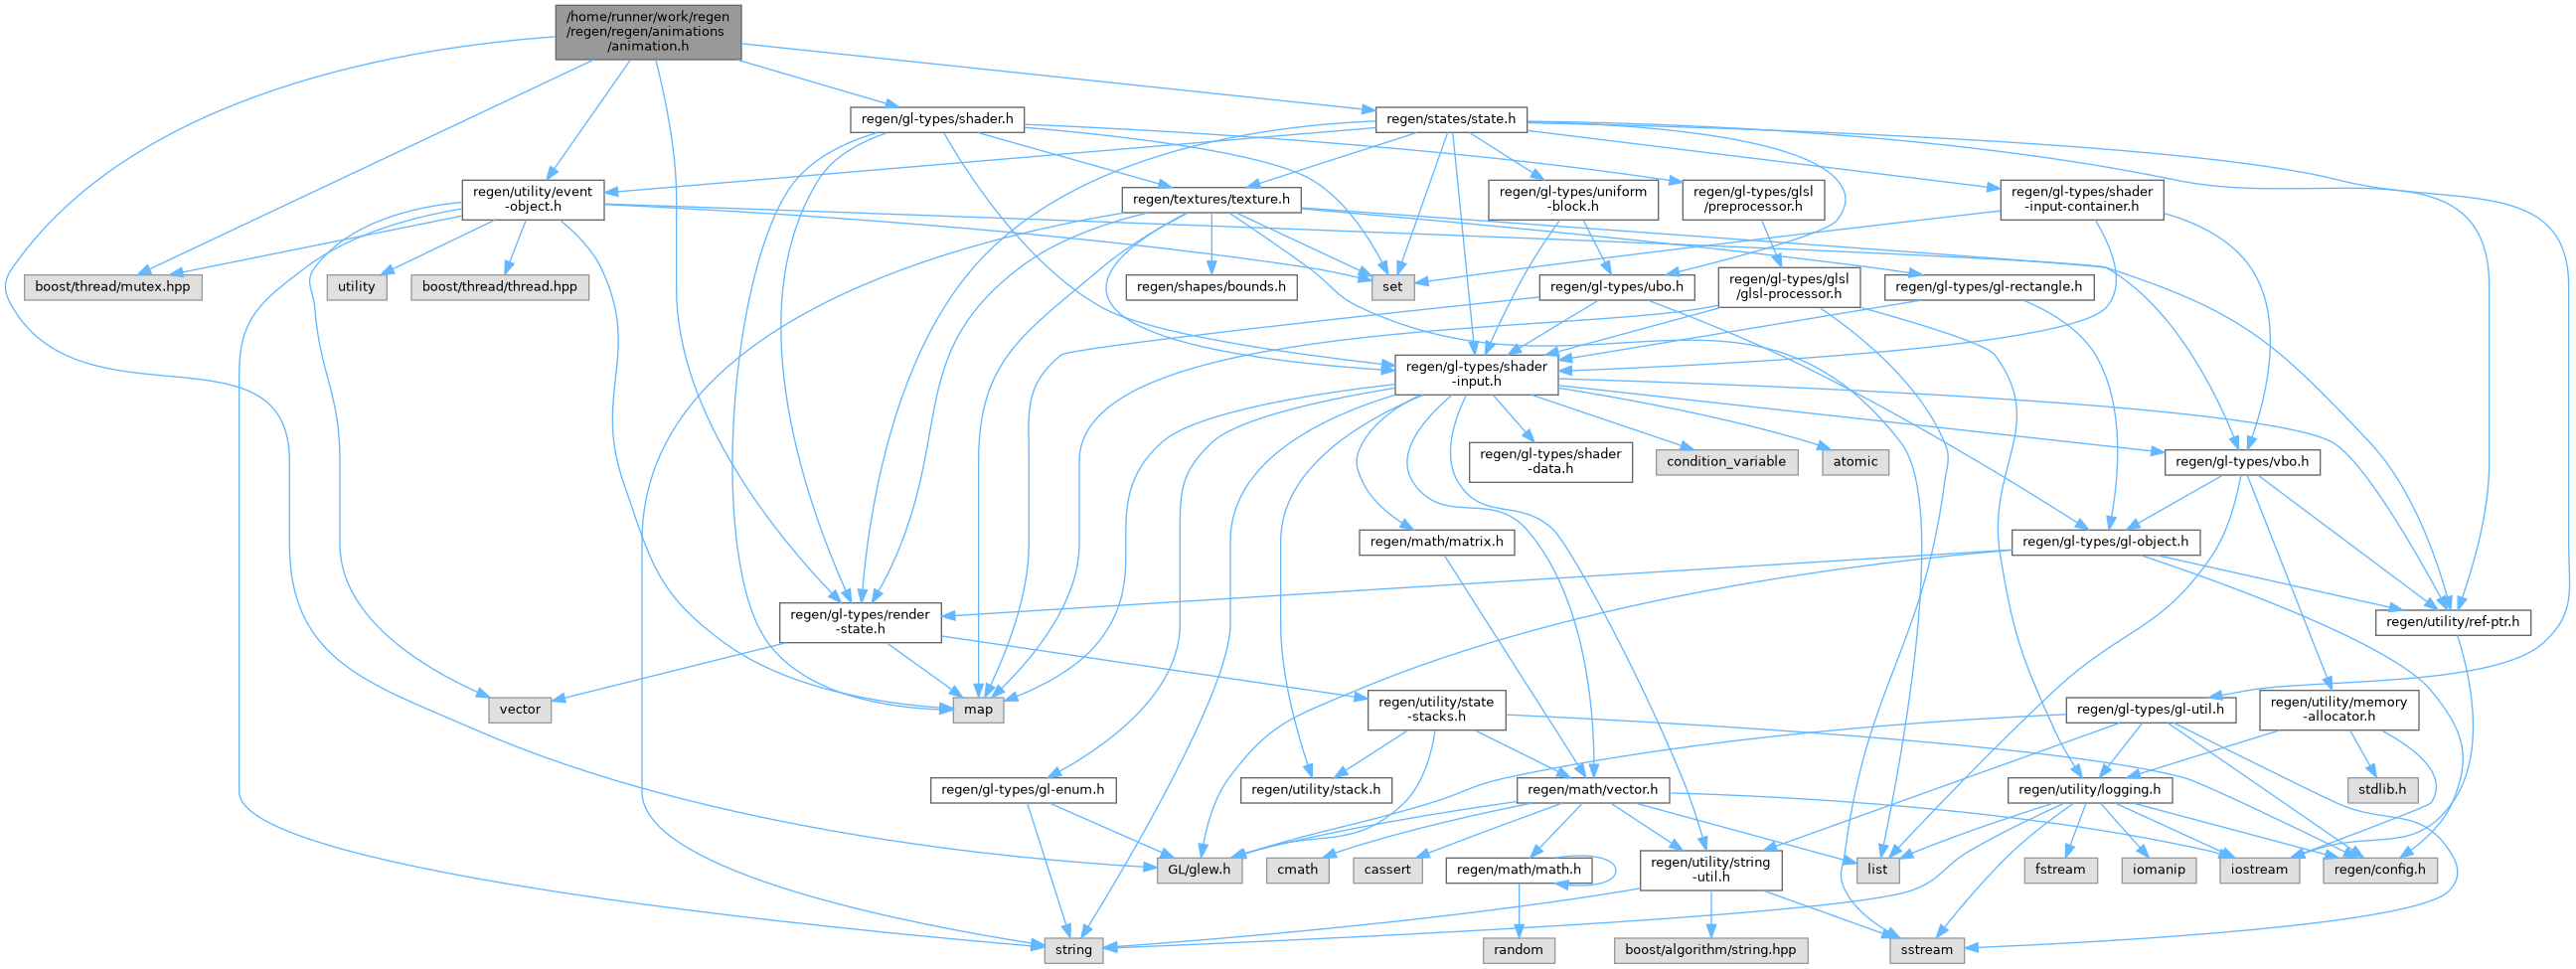 /home/runner/work/regen
/regen/regen/animations
/animation.h
regen/gl-types/shader.h
regen/states/state.h
regen/utility/event
-object.h
regen/textures/texture.h
regen/gl-types/uniform
-block.h
regen/gl-types/glsl
/preprocessor.h
regen/gl-types/shader
-input-container.h
boost/thread/mutex.hpp
utility
boost/thread/thread.hpp
regen/shapes/bounds.h
set
regen/gl-types/ubo.h
regen/gl-types/glsl
/glsl-processor.h
regen/gl-types/gl-rectangle.h
regen/gl-types/shader
-input.h
regen/gl-types/shader
-data.h
condition_variable
atomic
regen/gl-types/vbo.h
regen/math/matrix.h
regen/gl-types/gl-object.h
regen/gl-types/render
-state.h
regen/utility/ref-ptr.h
vector
map
regen/utility/state
-stacks.h
regen/gl-types/gl-util.h
regen/utility/memory
-allocator.h
regen/gl-types/gl-enum.h
regen/utility/stack.h
regen/math/vector.h
regen/utility/logging.h
stdlib.h
GL/glew.h
cmath
cassert
regen/math/math.h
regen/utility/string
-util.h
list
fstream
iomanip
iostream
regen/config.h
string
random
boost/algorithm/string.hpp
sstream